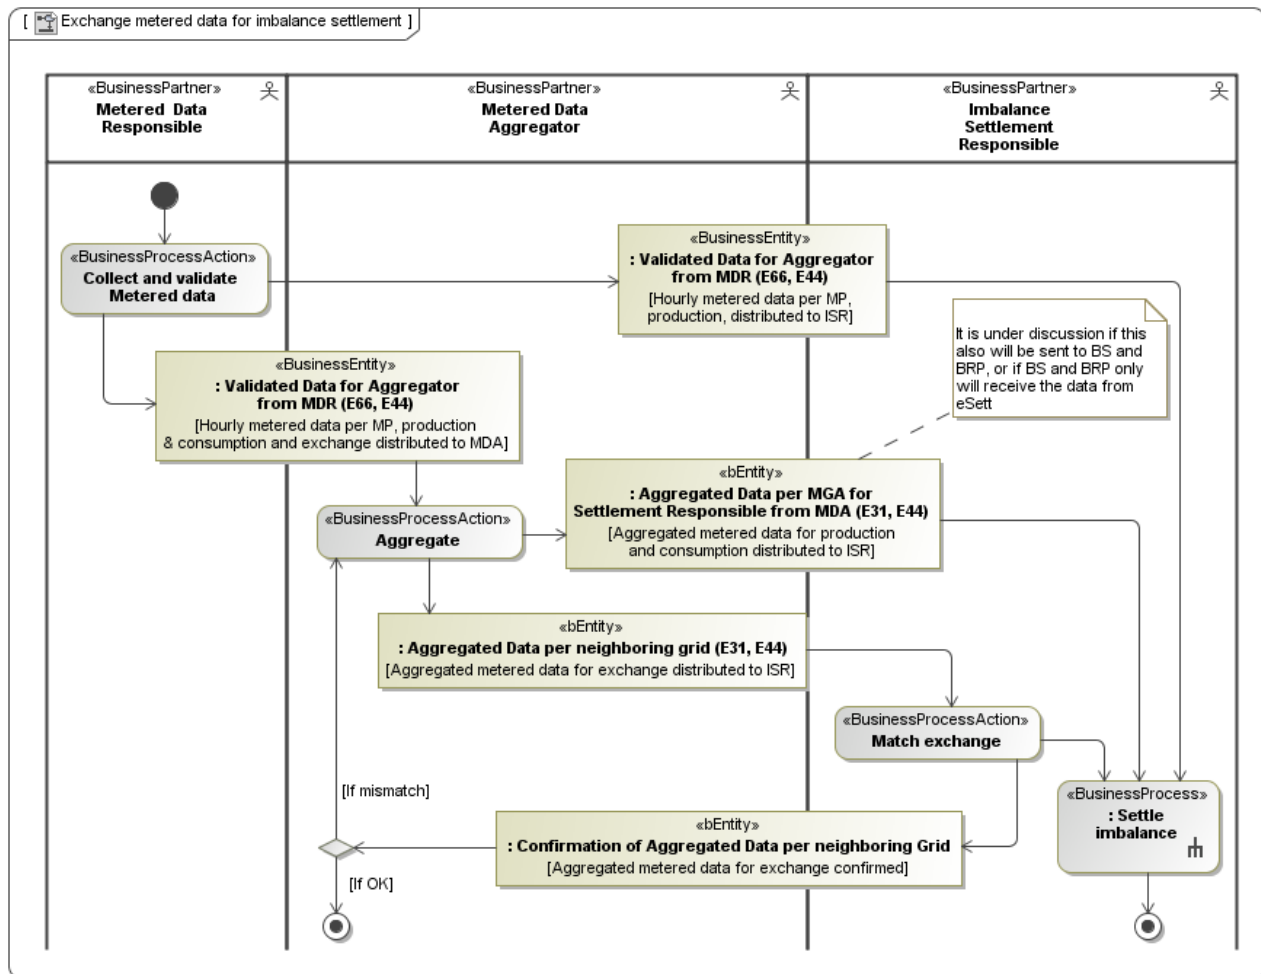 [ Exchange metered data for imbalance settlement ]
«BusinessPartner»
Metered Data
Responsible
«BusinessPartner»
Metered Data
Aggregator
«BusinessPartner»
Imbalance
Settlement
Responsible
«BusinessProcessAction»
Collect and validate
Metered data
«BusinessEntity»
: Validated Data for Aggregator
from MDR (E66, E44)
[Hourly metered data per MP,
production, distributed to ISR]
It is under discussion if this
also will be sent to BS and
BRP, or if BS and BRP only
will receive the data from
eSett
«BusinessEntity»
: Validated Data for Aggregator
from MDR (E66, E44)
[Hourly metered data per MP, production
& consumption and exchange distributed to MDA]
«bEntity»
: Aggregated Data per MGA for
Settlement Responsible from MDA (E31, E44)
[Aggregated metered data for production
and consumption distributed to ISR]
«BusinessProcessAction»
Aggregate
«bEntity»
: Aggregated Data per neighboring grid (E31, E44)
[Aggregated metered data for exchange distributed to ISR]
«BusinessProcessAction»
Match exchange
[If mismatch]
«BusinessProcess»
: Settle
imbalance
«bEntity»
: Confirmation of Aggregated Data per neighboring Grid
[Aggregated metered data for exchange confirmed]
[If OK]